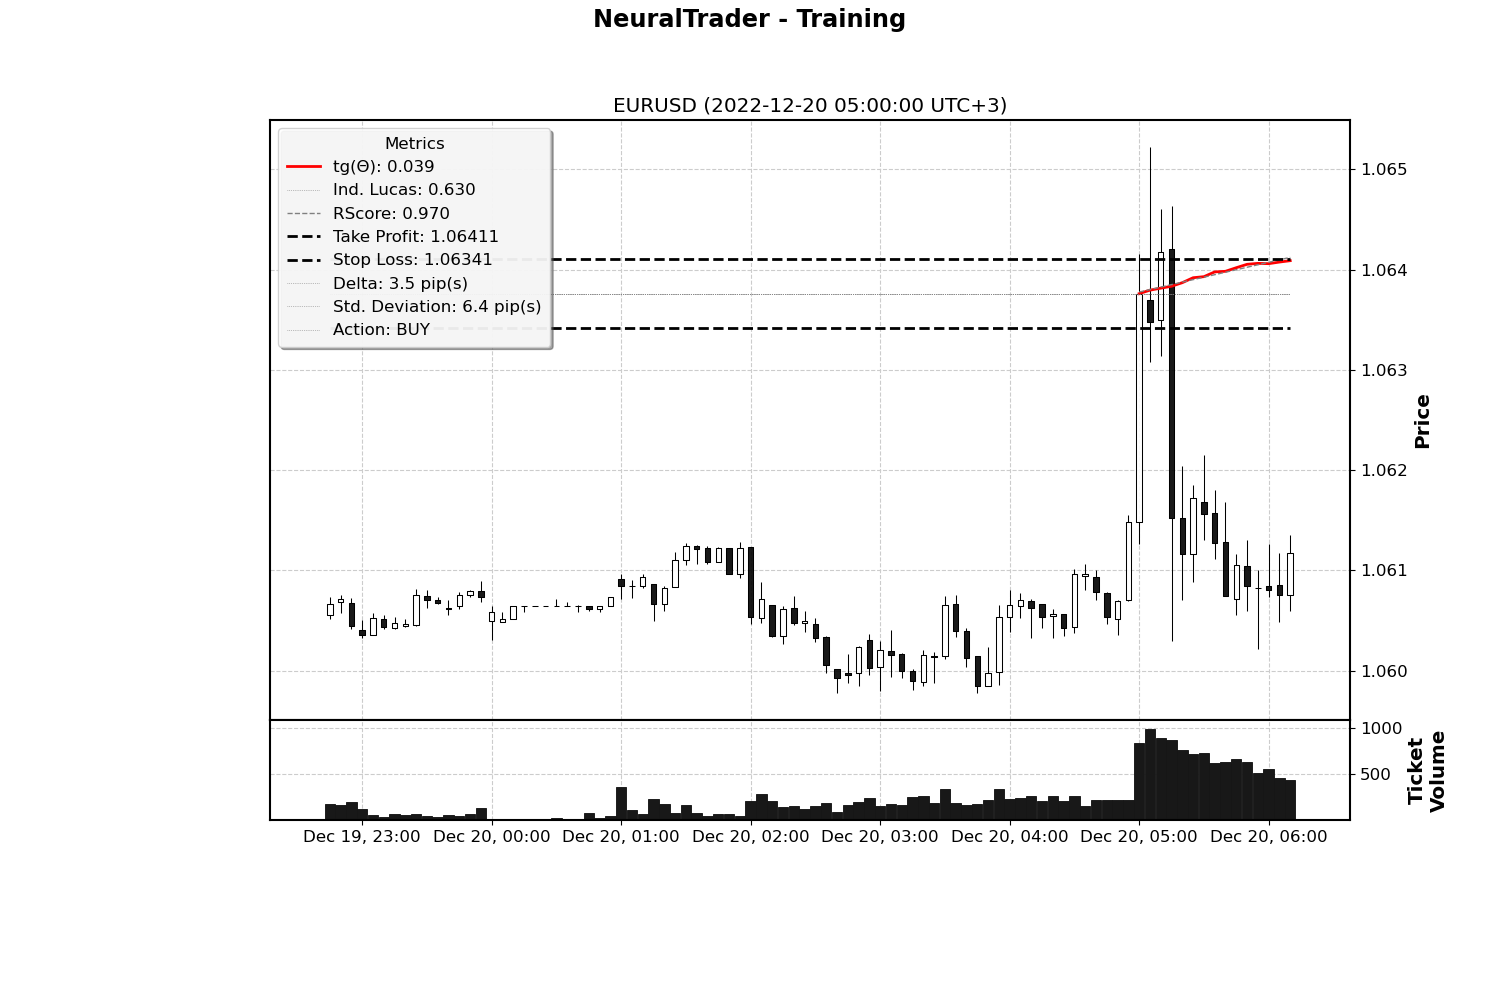 NeuralTrader - Training
EURUSD (2022-12-20 05:00:00 UTC+3)
Metrics
tg(Θ): 0.039
Ind. Lucas: 0.630
RScore: 0.970
Take Profit: 1.06411
Stop Loss: 1.06341
Delta: 3.5 pip(s)
Std. Deviation: 6.4 pip(s)
Action: BUY
1.065
1.064
1.063
1.062
1.061
1.060
Price
1000
500
Ticket
Volume
Dec 19, 23:00 Dec 20, 00:00 Dec 20, 01:00 Dec 20, 02:00 Dec 20, 03:00 Dec 20, 04:00 Dec 20, 05:00 Dec 20, 06:00